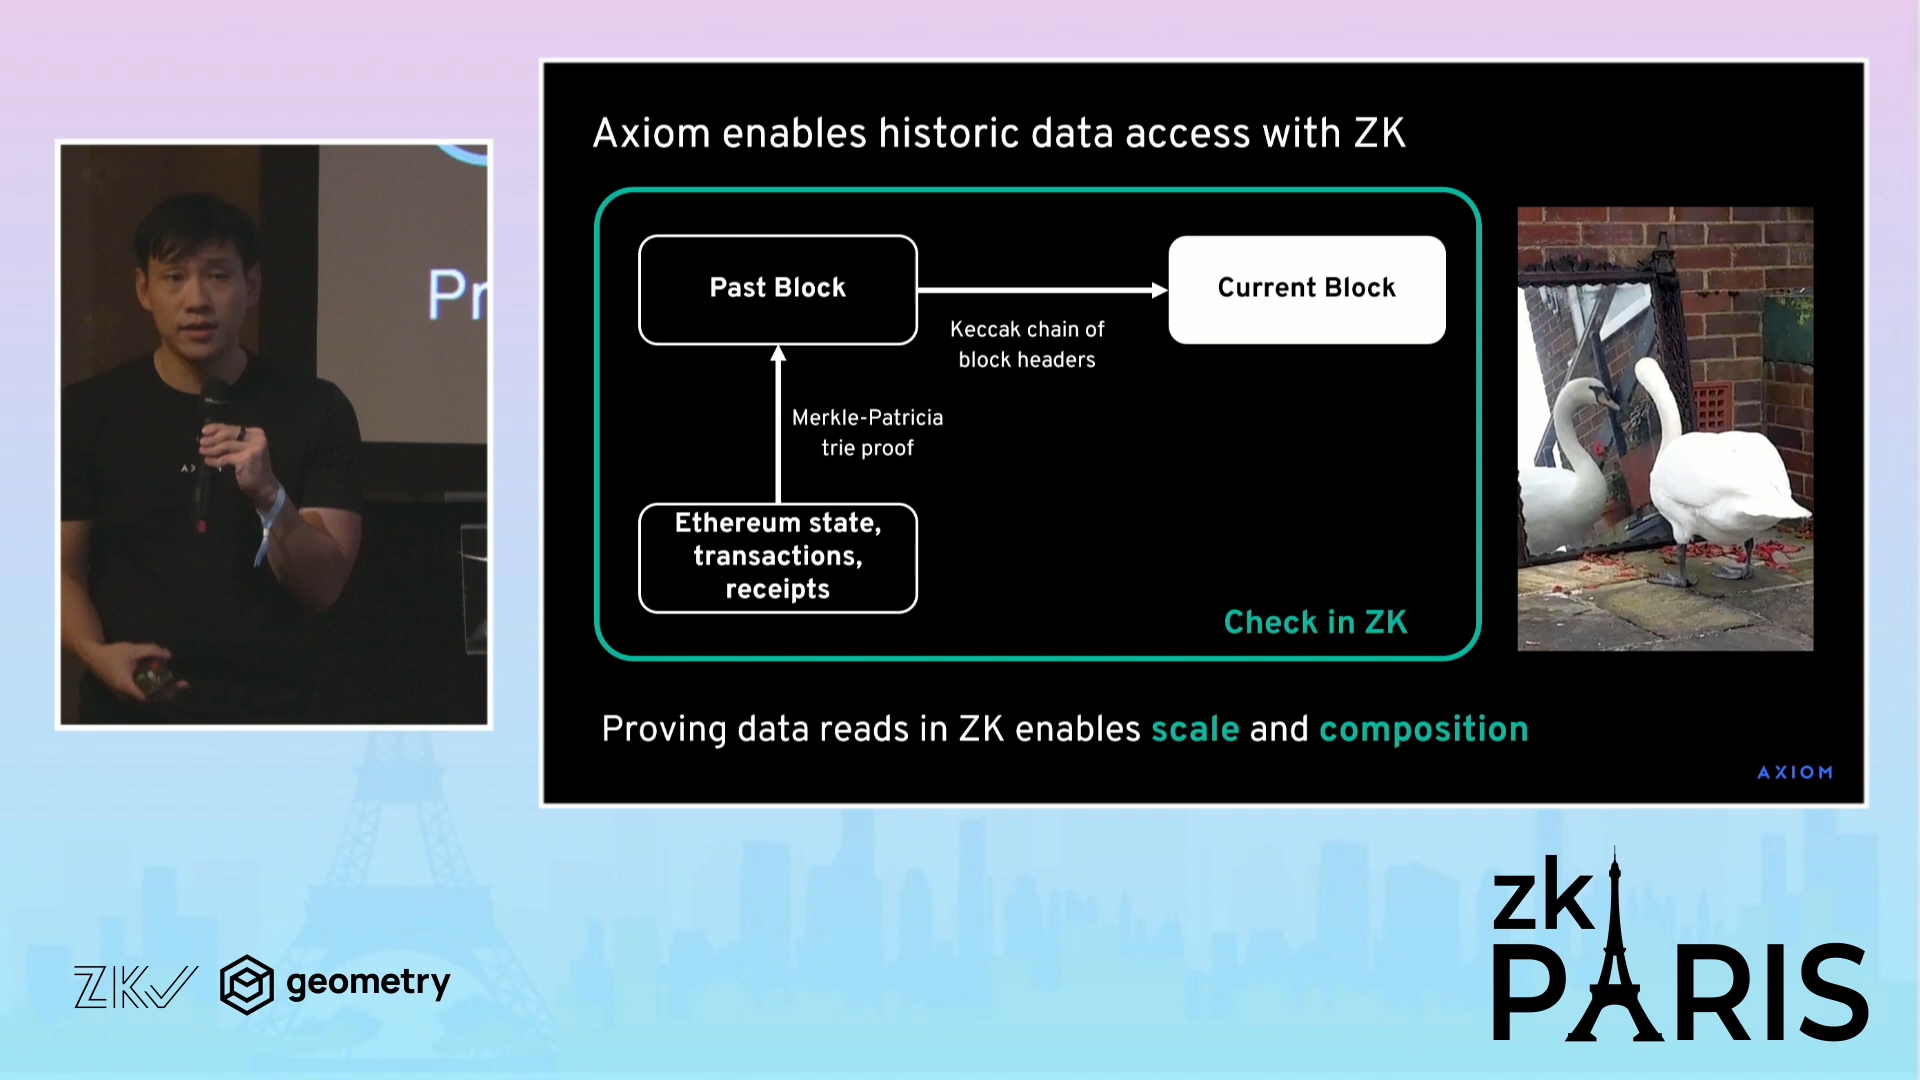 Axiom enables historic data access with ZK
Past Block
Current Block
Keccak chain of
block headers
Merkle-Patricia
trie proof
Ethereum state,
transactions,
receipts
Check in ZK
Proving data reads in ZK enables scale and composition
AXIOM
Pr
ZK
geometry
zk
PARIS